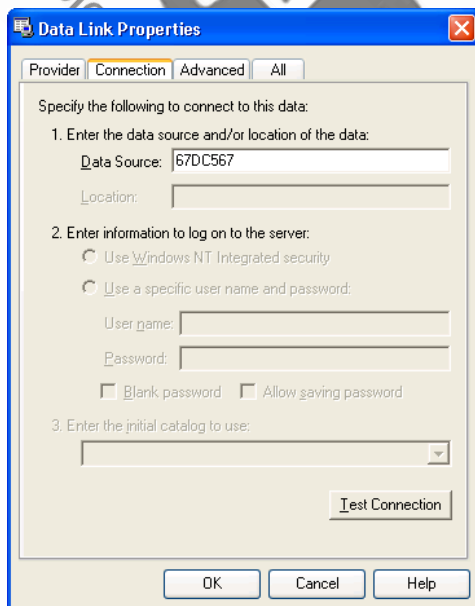 Data Link Properties
Provider Connection Advanced All
Specify the following to connect to this data:
1. Enter the data source and/or location of the data:
Data Source: 67DC567
Location:
2. Enter information to log on to the server:
Use Windows NT Integrated security
Use a specific user name and password:
User name:
Password:
Blank password Allow saving password
3. Enter the initial catalog to use:
Test Connection
OK Cancel Help